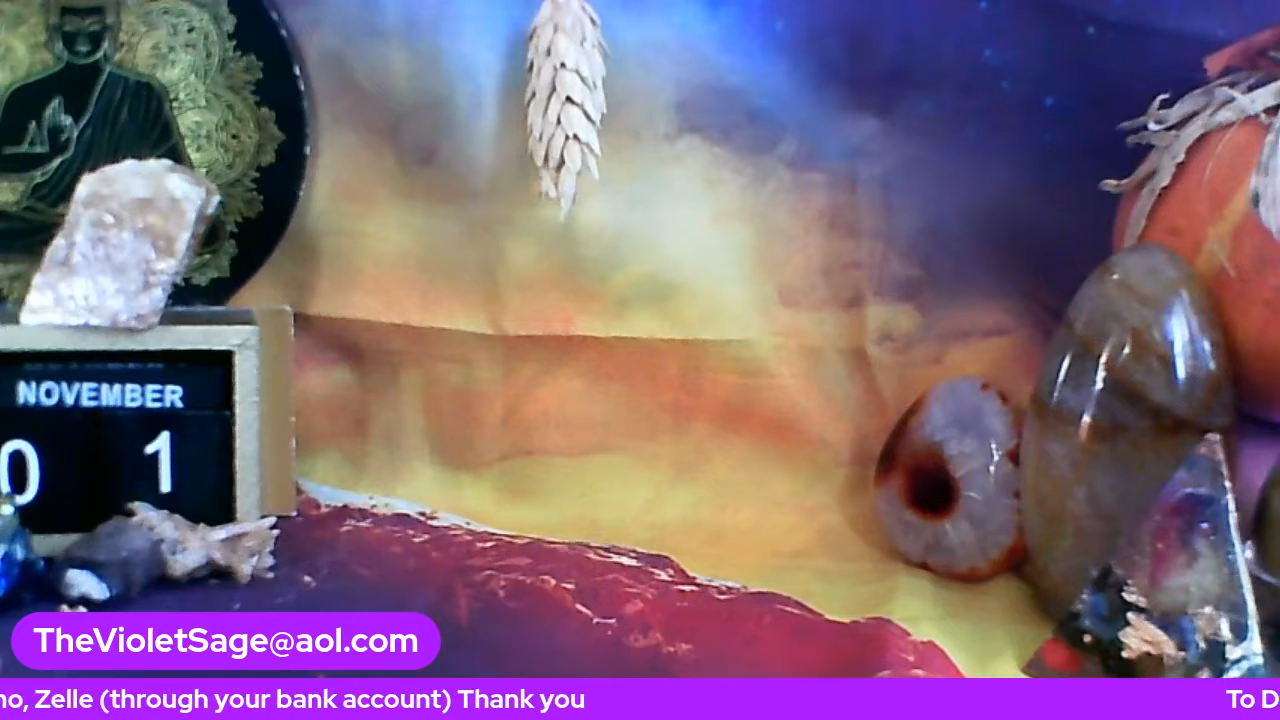 NOVEMBER
0 1
TheVioletSage@aol.com
no, Zelle (through your bank account) Thank you
To D